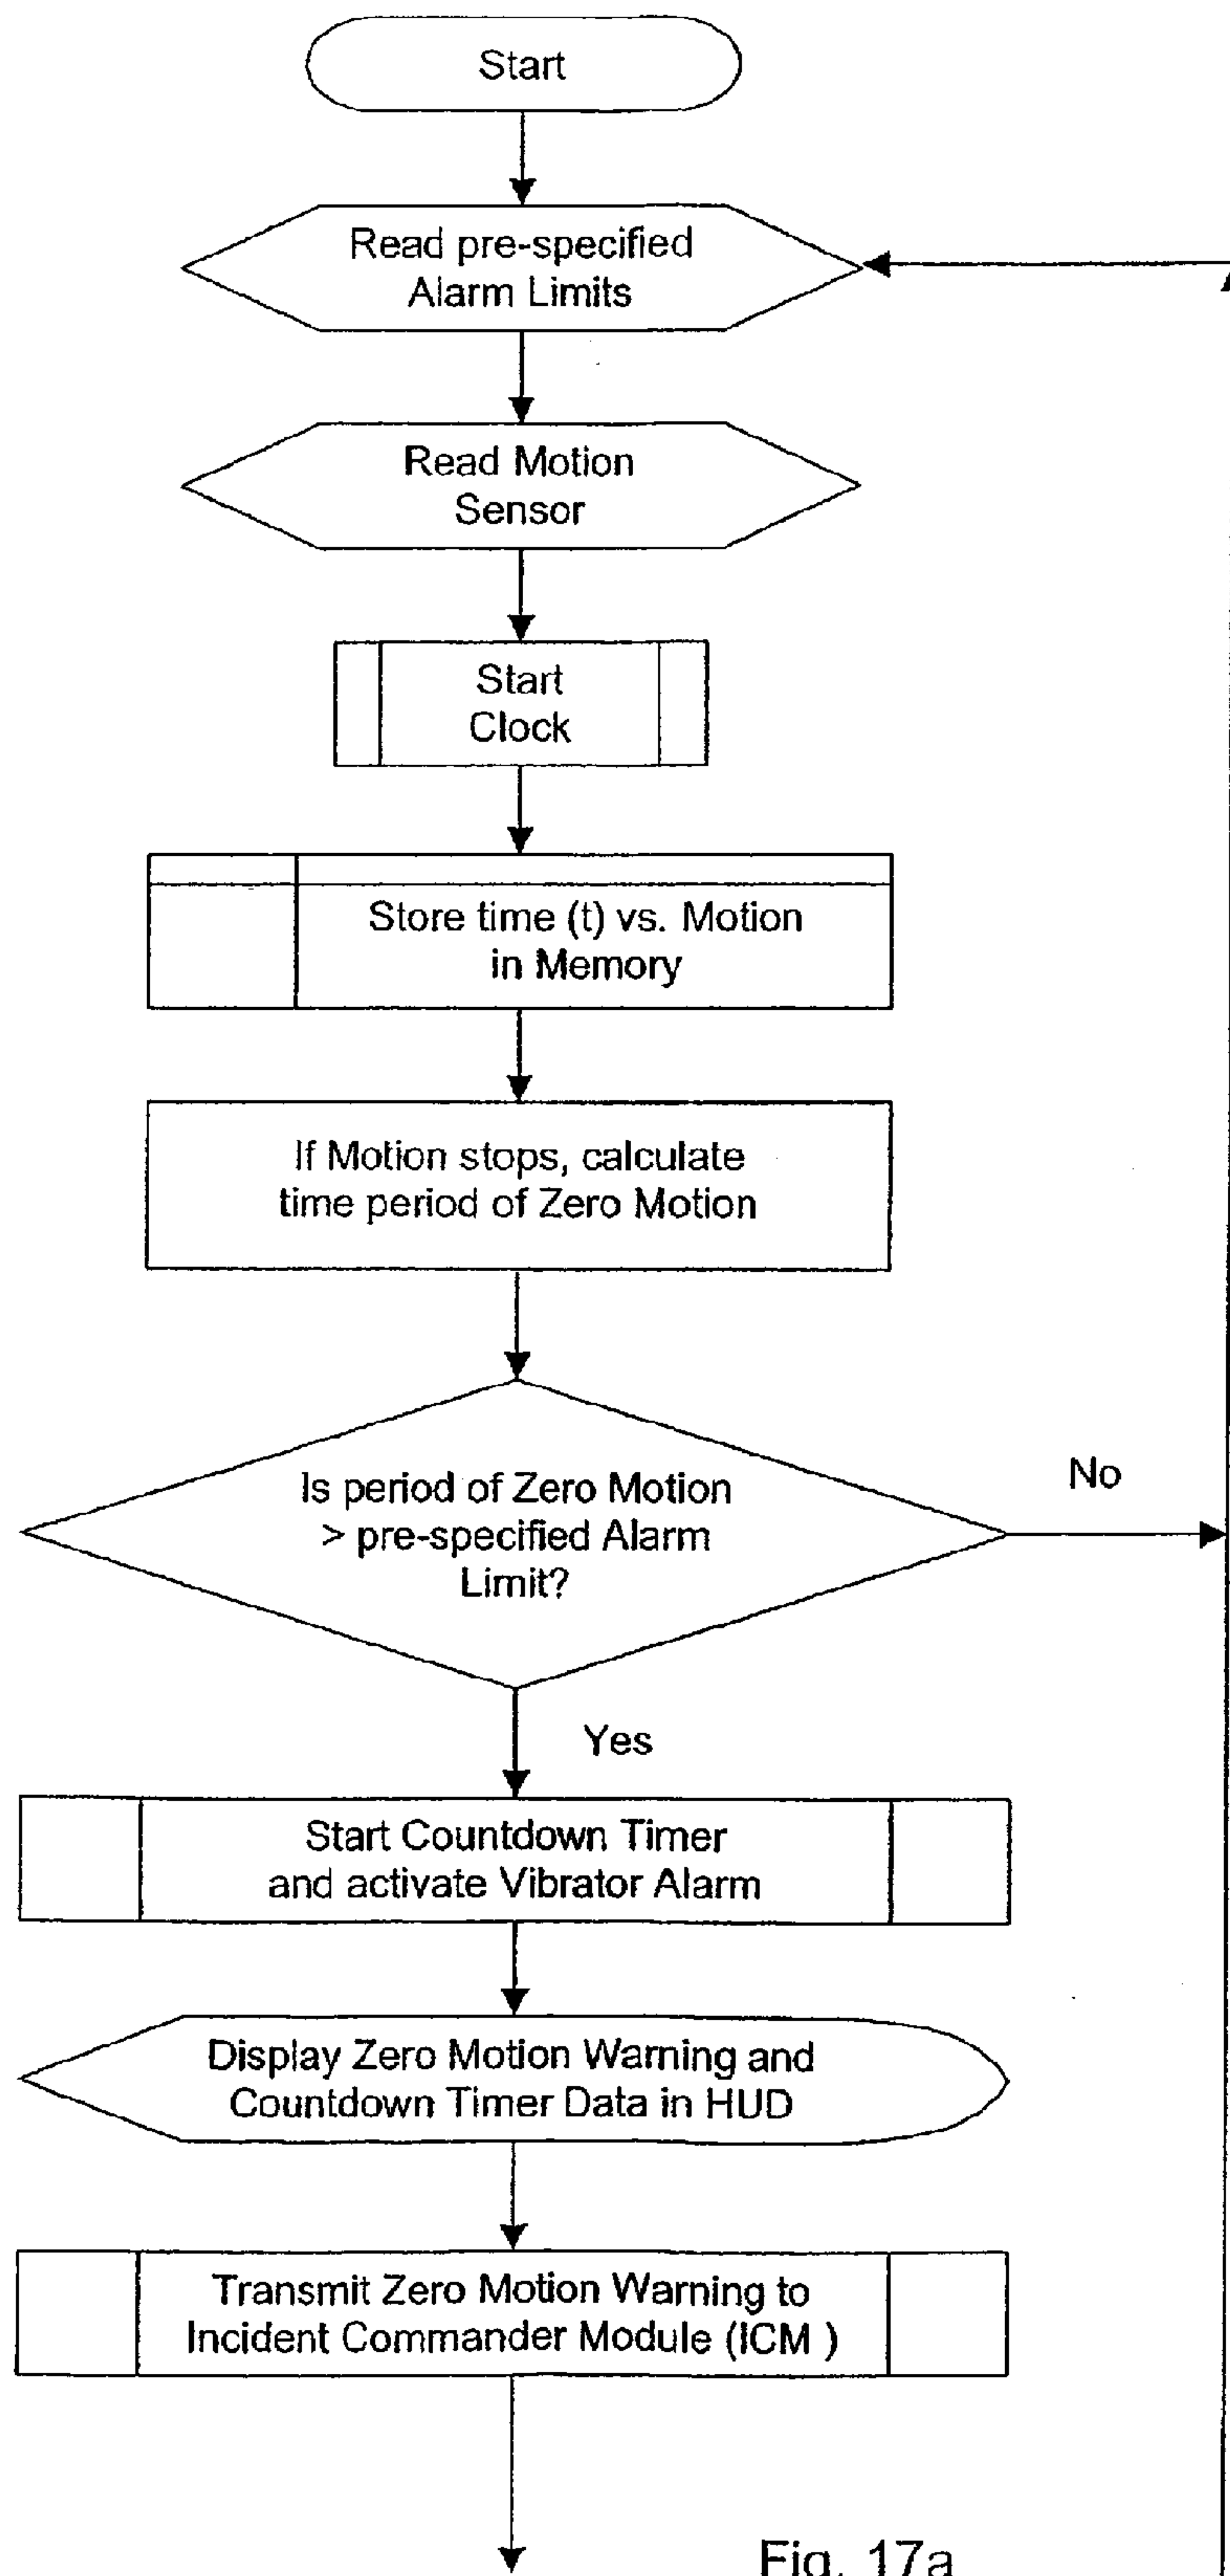 Start
Read pre-specified
Alarm Limits
Read Motion
Sensor
Start
Clock
Store time (t) vs. Motion
in Memory
If Motion stops, calculate
time period of Zero Motion
Is period of Zero Motion
> pre-specified Alarm
Limit?
No
Yes
Start Countdown Timer
and activate Vibrator Alarm
Display Zero Motion Warning and
Countdown Timer Data in HUD
Transmit Zero Motion Warning to
Incident Commander Module (ICM )
Fig. 17a